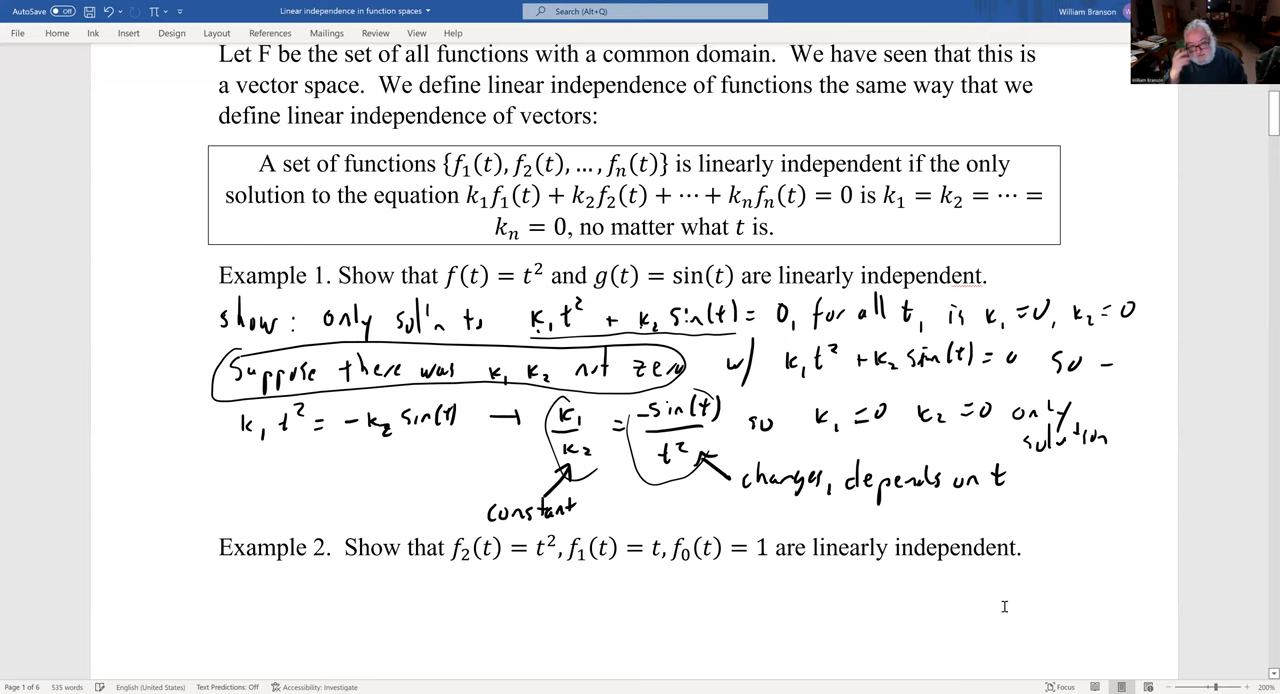 AutoSave Off
Linear independence in function spaces
Search (Alt+Q)
William Branson
File Home Ink Insert Design Layout References Review View Help
William Branson
Let F be the set of all functions with a common domain. We have seen that this is
a vector space. We define linear independence of functions the same way that we
define linear independence of vectors:
A set of functions {f₁(t), f₂(t), …, fₙ(t)} is linearly independent if the only
solution to the equation k₁f₁(t) + k₂f₂(t) + ⋯ + kₙfₙ(t) = 0 is k₁ = k₂ = ⋯ =
kₙ = 0, no matter what t is.
Example 1. Show that f(t) = t² and g(t) = sin(t) are linearly independent.
show: only sol'n to k₁t² + k₂ sin(t) = 0, for all t, is k₁=0, k₂=0
Suppose there was k₁ k₂ not zero w/ k₁t² + k₂ sin(t) = 0 so -
k₁t² = -k₂ sin(t) → k₁/k₂ = -sin(t)/t² so k₁=0 k₂=0 only
solution
changes, depends on t
constant
Example 2. Show that f₂(t) = t², f₁(t) = t, f₀(t) = 1 are linearly independent.
Page 1 of 6 535 words English (United States) Text Predictions: Off Accessibility: Investigate Focus 200%